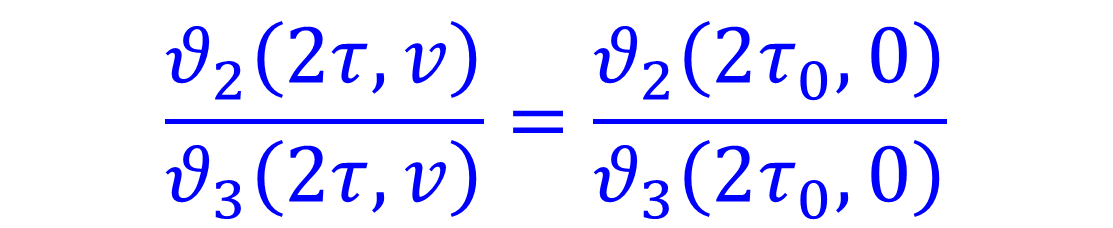 ϑ₂(2τ, v) / ϑ₃(2τ, v) = ϑ₂(2τ₀, 0) / ϑ₃(2τ₀, 0)